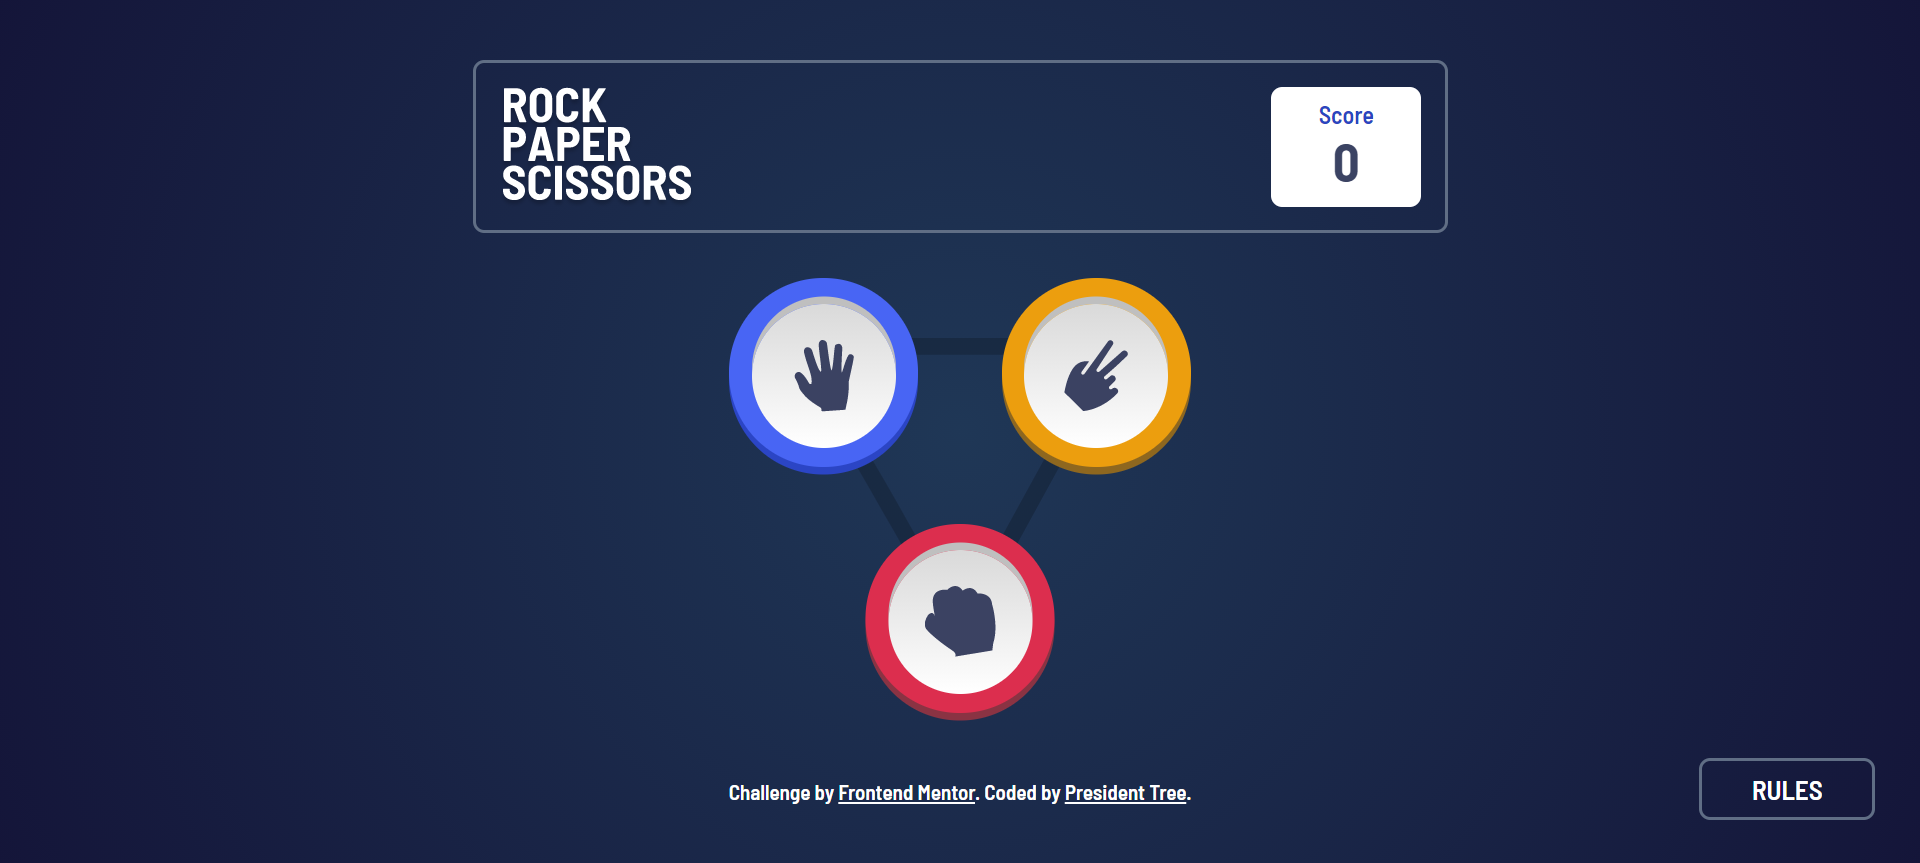 ROCK
PAPER
SCISSORS
Score
0
Challenge by Frontend Mentor. Coded by President Tree.
RULES